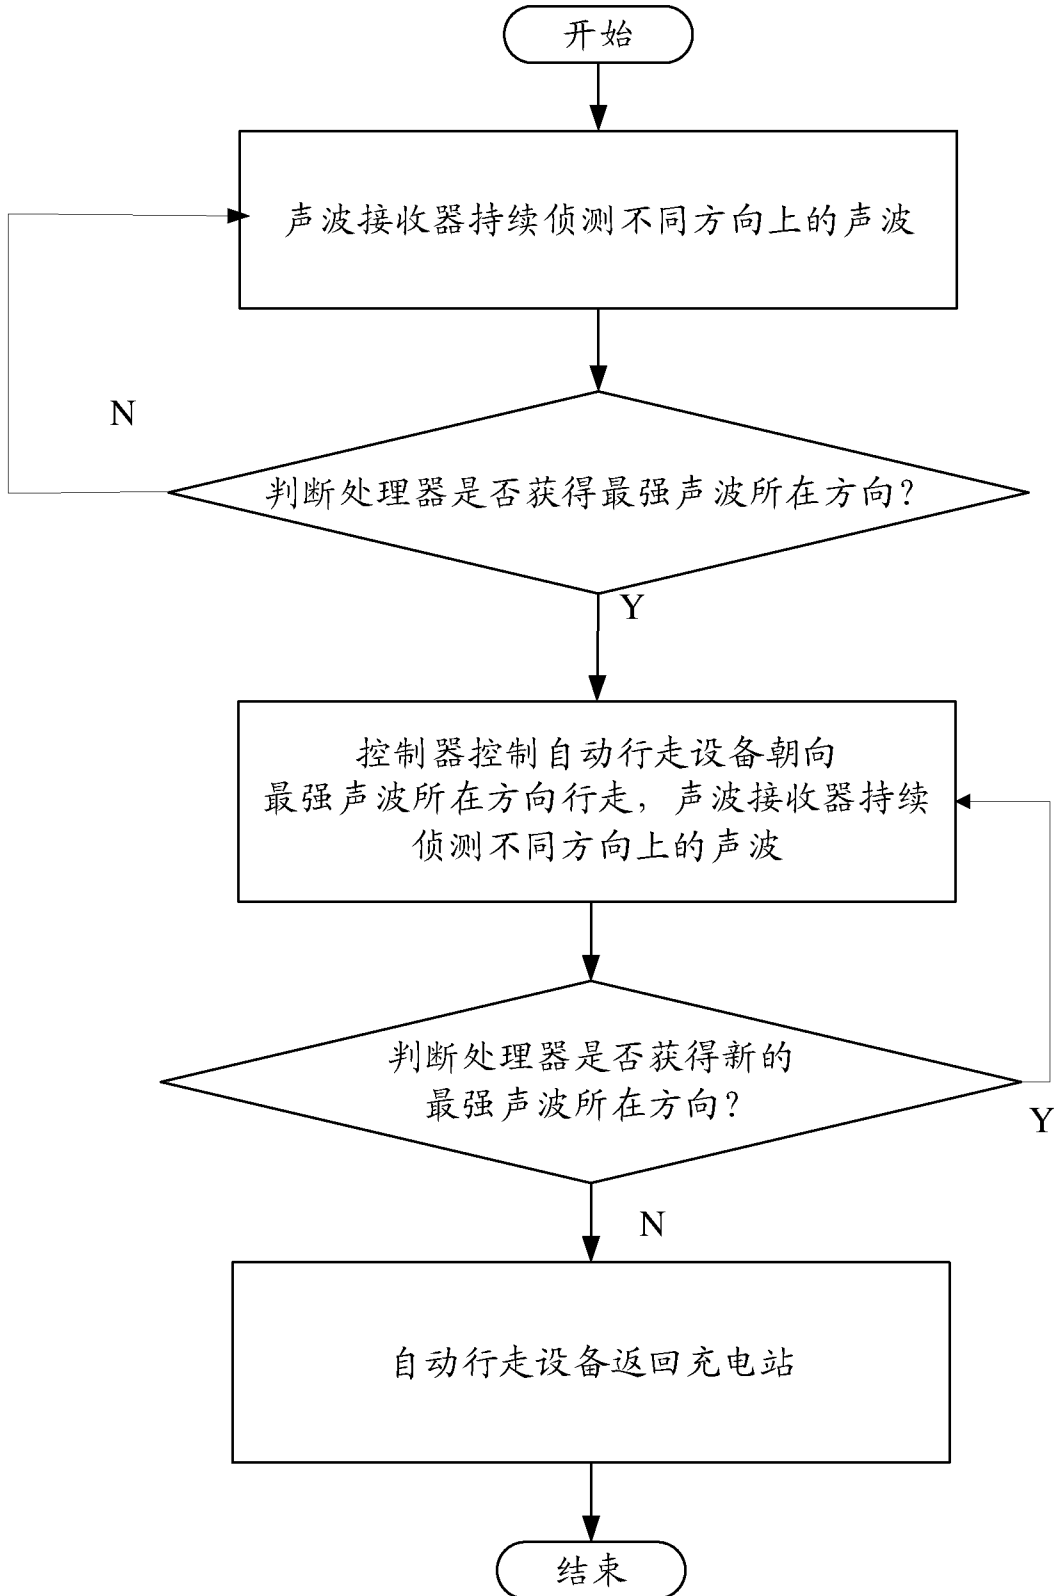 开始
声波接收器持续侦测不同方向上的声波
N
判断处理器是否获得最强声波所在方向？
Y
控制器控制自动行走设备朝向
最强声波所在方向行走，声波接收器持续
侦测不同方向上的声波
判断处理器是否获得新的
最强声波所在方向？
Y
N
自动行走设备返回充电站
结束